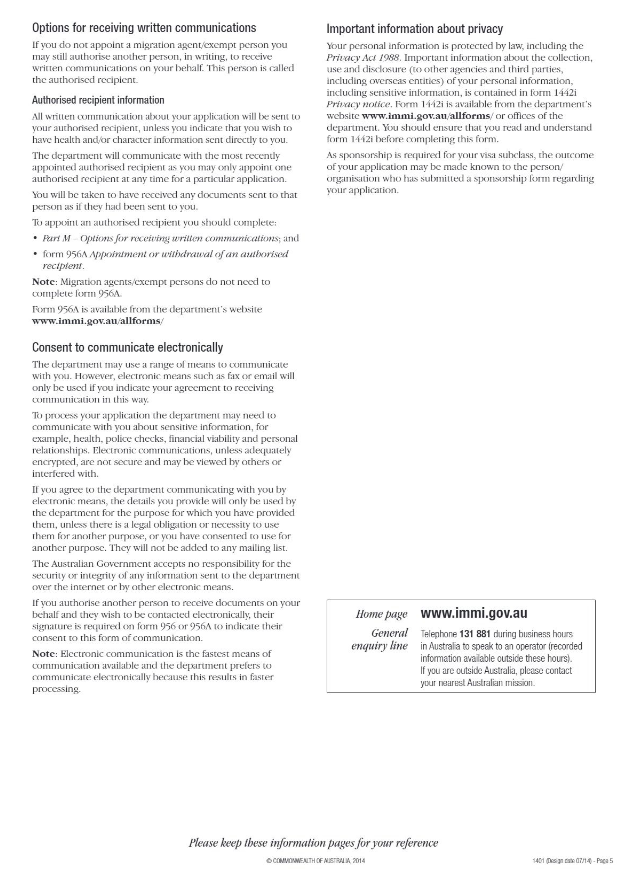 Options for receiving written communications
If you do not appoint a migration agent/exempt person you
may still authorise another person, in writing, to receive
written communications on your behalf. This person is called
the authorised recipient.
Authorised recipient information
All written communication about your application will be sent to
your authorised recipient, unless you indicate that you wish to
have health and/or character information sent directly to you.
The department will communicate with the most recently
appointed authorised recipient as you may only appoint one
authorised recipient at any time for a particular application.
You will be taken to have received any documents sent to that
person as if they had been sent to you.
To appoint an authorised recipient you should complete:
• Part M – Options for receiving written communications; and
• form 956A Appointment or withdrawal of an authorised
recipient.
Note: Migration agents/exempt persons do not need to
complete form 956A.
Form 956A is available from the department's website
www.immi.gov.au/allforms/
Consent to communicate electronically
The department may use a range of means to communicate
with you. However, electronic means such as fax or email will
only be used if you indicate your agreement to receiving
communication in this way.
To process your application the department may need to
communicate with you about sensitive information, for
example, health, police checks, financial viability and personal
relationships. Electronic communications, unless adequately
encrypted, are not secure and may be viewed by others or
interfered with.
If you agree to the department communicating with you by
electronic means, the details you provide will only be used by
the department for the purpose for which you have provided
them, unless there is a legal obligation or necessity to use
them for another purpose, or you have consented to use for
another purpose. They will not be added to any mailing list.
The Australian Government accepts no responsibility for the
security or integrity of any information sent to the department
over the internet or by other electronic means.
If you authorise another person to receive documents on your
behalf and they wish to be contacted electronically, their
signature is required on form 956 or 956A to indicate their
consent to this form of communication.
Note: Electronic communication is the fastest means of
communication available and the department prefers to
communicate electronically because this results in faster
processing.
Important information about privacy
Your personal information is protected by law, including the
Privacy Act 1988. Important information about the collection,
use and disclosure (to other agencies and third parties,
including overseas entities) of your personal information,
including sensitive information, is contained in form 1442i
Privacy notice. Form 1442i is available from the department's
website www.immi.gov.au/allforms/ or offices of the
department. You should ensure that you read and understand
form 1442i before completing this form.
As sponsorship is required for your visa subclass, the outcome
of your application may be made known to the person/
organisation who has submitted a sponsorship form regarding
your application.
Home page www.immi.gov.au
General enquiry line Telephone 131 881 during business hours
in Australia to speak to an operator (recorded
information available outside these hours).
If you are outside Australia, please contact
your nearest Australian mission.
Please keep these information pages for your reference
© COMMONWEALTH OF AUSTRALIA, 2014
1401 (Design date 07/14) - Page 5